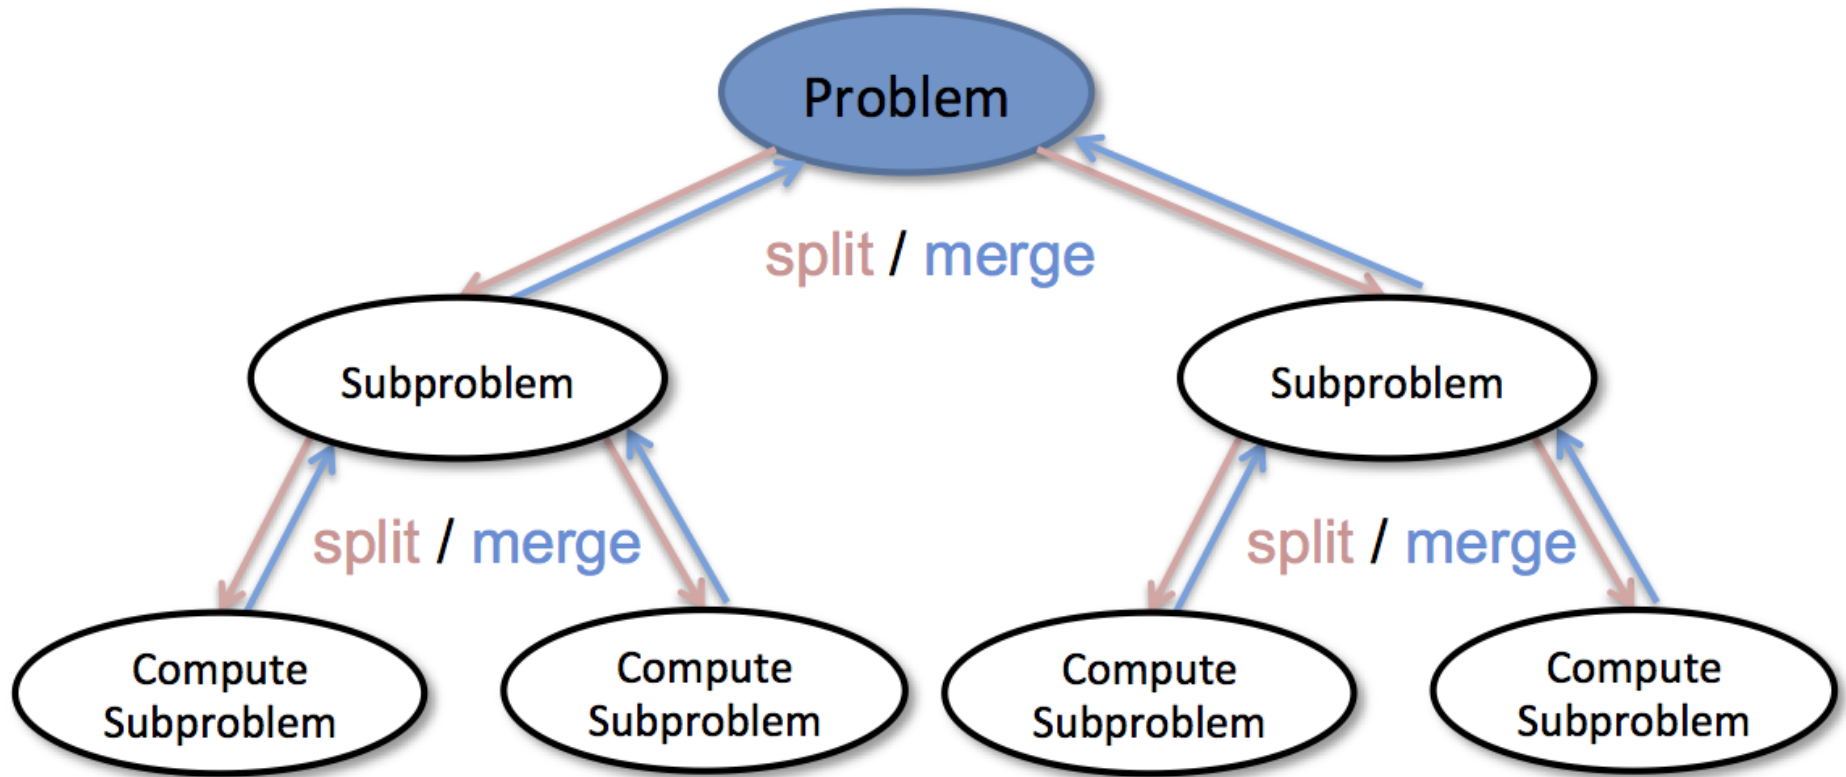 Problem
split / merge
Subproblem
Subproblem
split / merge
split / merge
Compute
Subproblem
Compute
Subproblem
Compute
Subproblem
Compute
Subproblem